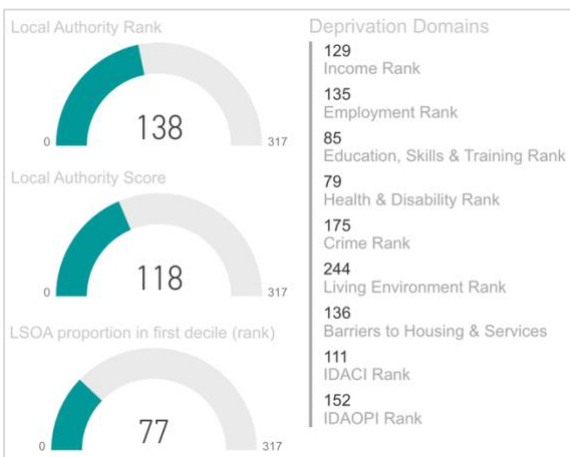 Local Authority Rank
138
0
317
Local Authority Score
118
0
317
LSOA proportion in first decile (rank)
77
0
317
Deprivation Domains
129
Income Rank
135
Employment Rank
85
Education, Skills & Training Rank
79
Health & Disability Rank
175
Crime Rank
244
Living Environment Rank
136
Barriers to Housing & Services
111
IDACI Rank
152
IDAOPI Rank